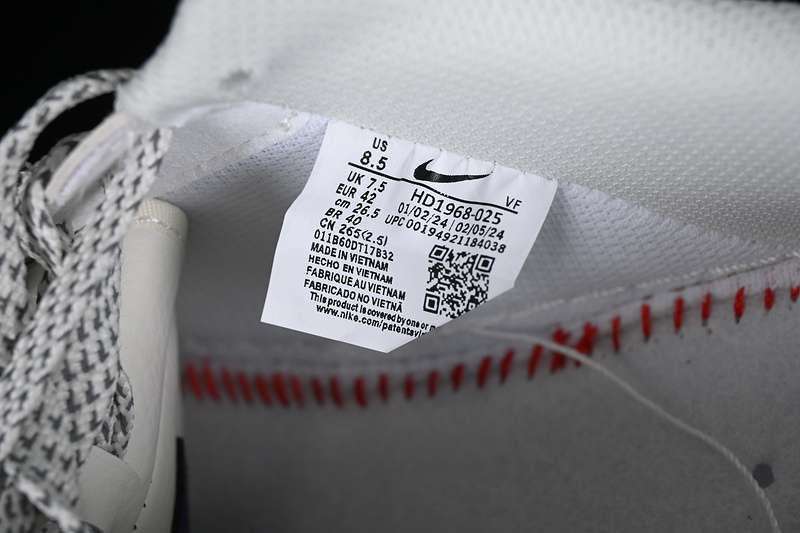 US
8.5
UK 7.5
EUR 42
cm 26.5
BR 40
CN 265(2.5)
011B60DT17B32
MADE IN VIETNAM
HECHO EN VIETNAM
FABRIQUE AU VIETNAM
FABRICADO NO VIETNÃ
This product is covered by one or m
www.nike.com/patents
VF
HD1968-025
01/02/24 / 02/05/24
UPC 00194921184038